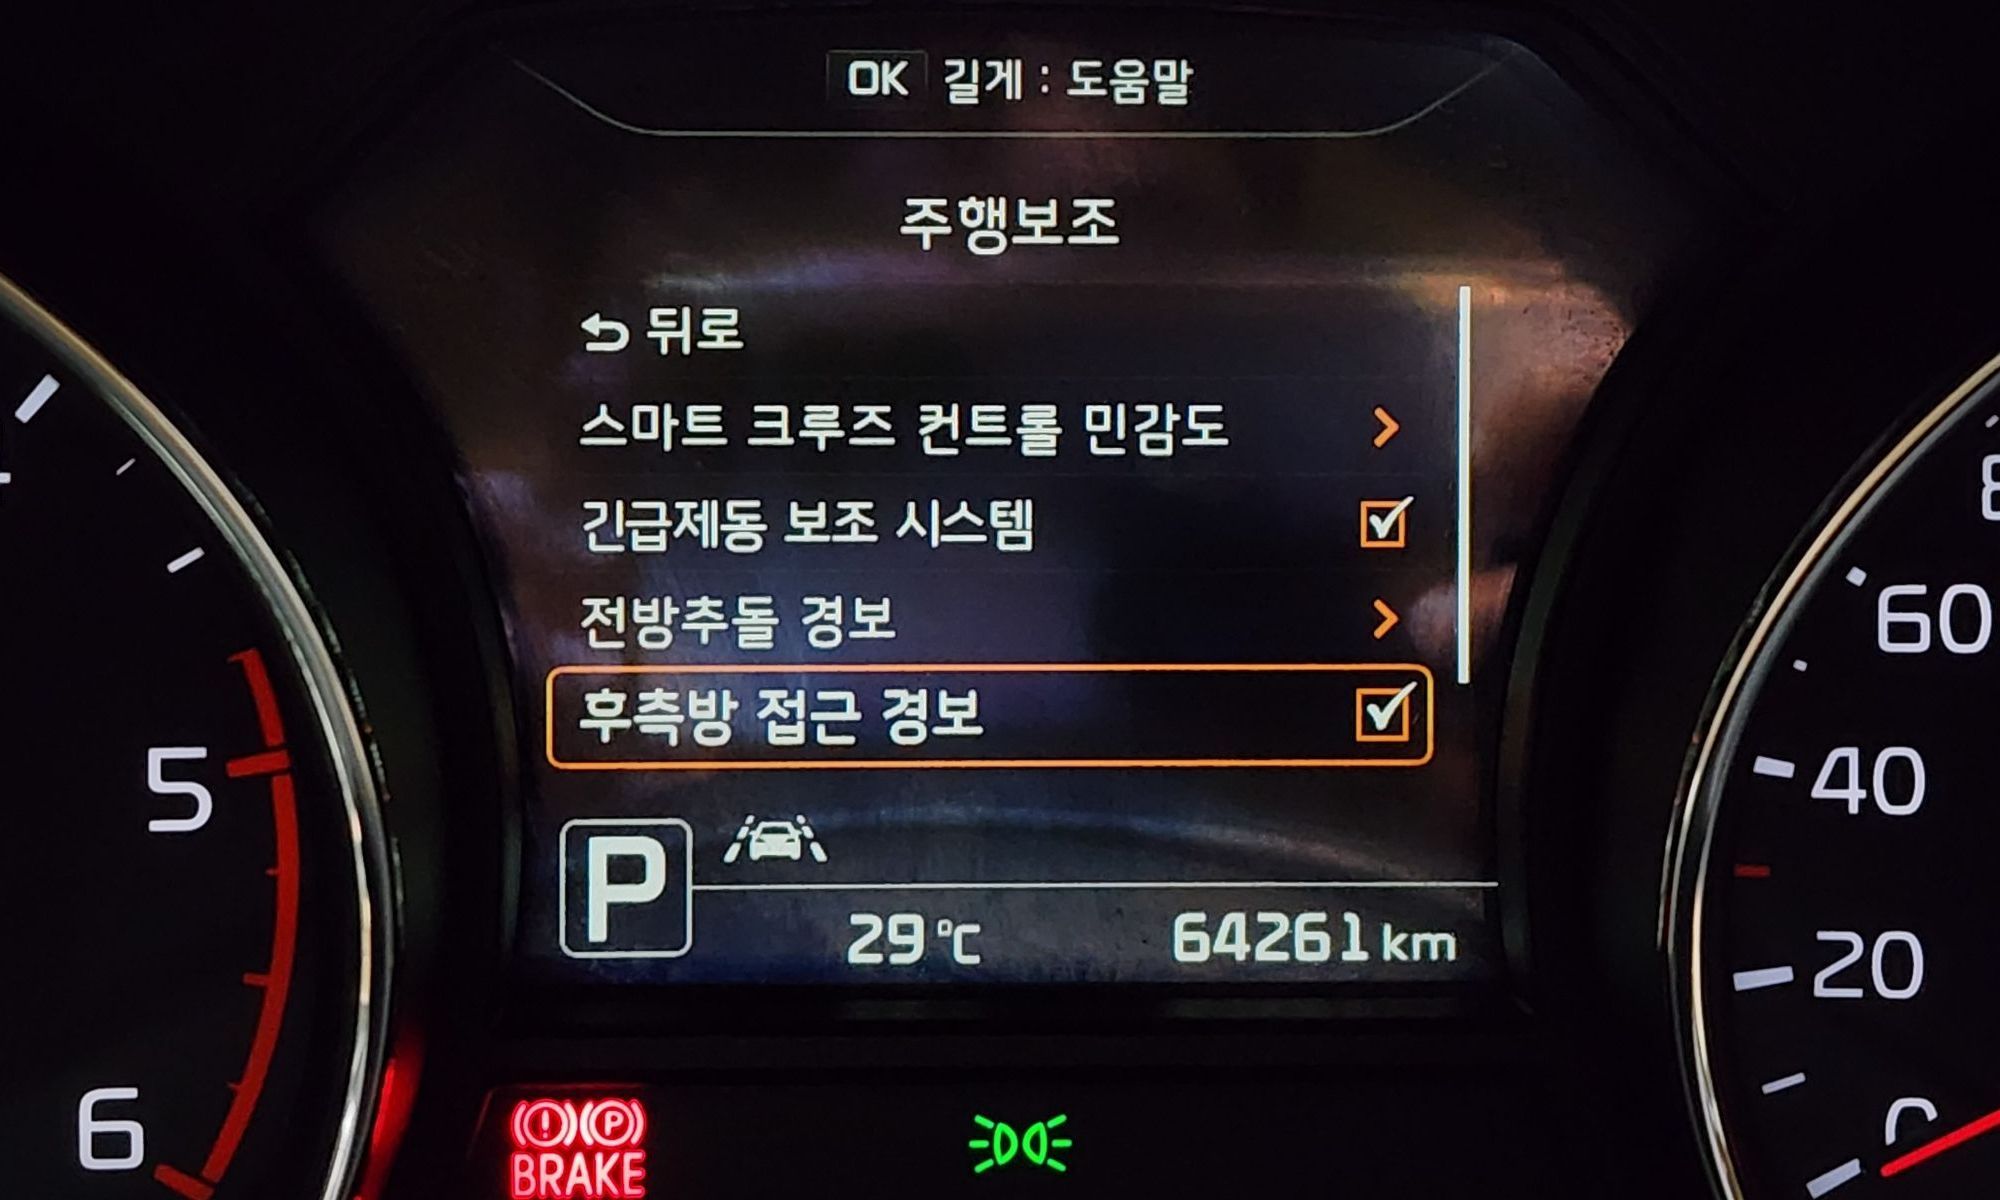 OK 길게 : 도움말
주행보조
뒤로
스마트 크루즈 컨트롤 민감도
긴급제동 보조 시스템
전방추돌 경보
후측방 접근 경보
P
29 °C 64261 km
5
6
60
40
20
0
(!) (P)
BRAKE